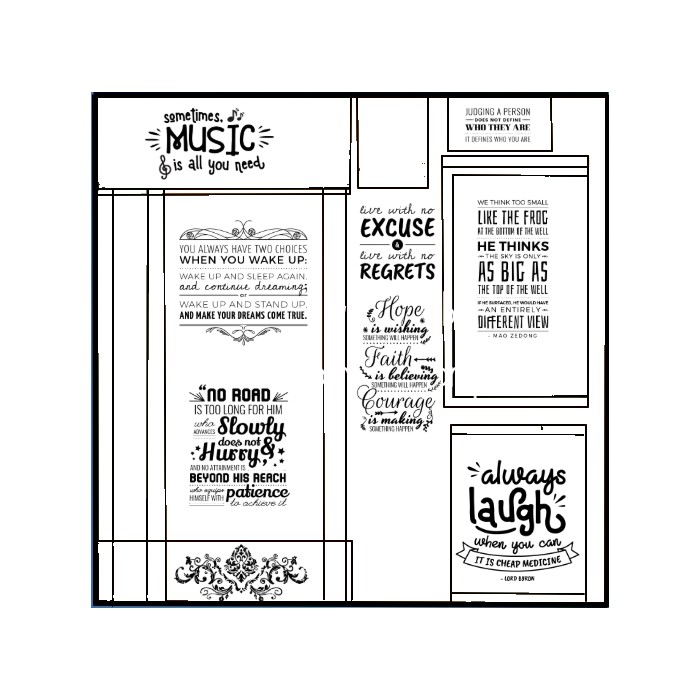 sometimes,
MUSIC
is all you need
JUDGING A PERSON
DOES NOT DEFINE
WHO THEY ARE
IT DEFINES WHO YOU ARE
YOU ALWAYS HAVE TWO CHOICES
WHEN YOU WAKE UP:
WAKE UP AND SLEEP AGAIN,
and continue dreaming;
or
WAKE UP AND STAND UP,
AND MAKE YOUR DREAMS COME TRUE.
"NO ROAD
IS TOO LONG FOR HIM
who
ADVANCES Slowly
does not
Hurry,&
AND NO ATTAINMENT IS
BEYOND HIS REACH
who equips
HIMSELF WITH patience
to achieve it
live with no
EXCUSE
&
live with no
REGRETS
Hope
is wishing
SOMETHING WILL HAPPEN
Faith
is believing
SOMETHING WILL HAPPEN
Courage
is making
SOMETHING HAPPEN
WE THINK TOO SMALL
LIKE THE FROG
AT THE BOTTOM OF THE WELL
HE THINKS
THE SKY IS ONLY
AS BIG AS
THE TOP OF THE WELL
IF HE SURFACED, HE WOULD HAVE
AN ENTIRELY
DIFFERENT VIEW
- MAO ZEDONG
always
laugh
when you can
IT IS CHEAP MEDICINE
- LORD BYRON